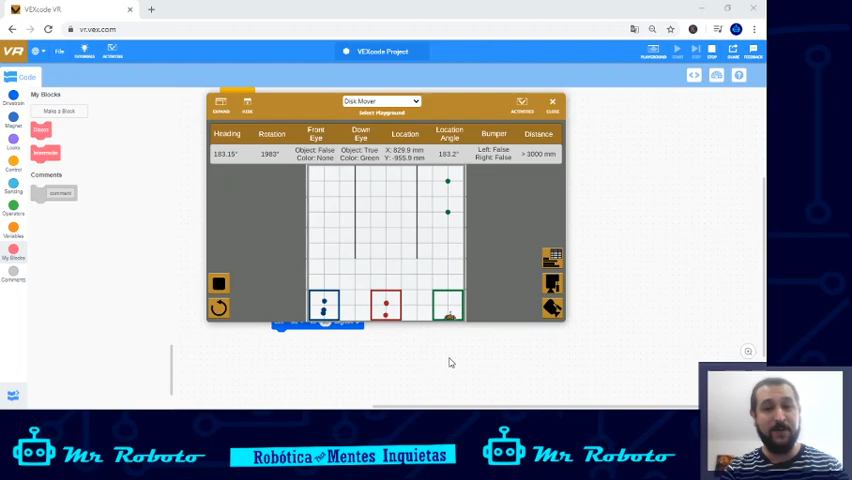 VEXcode VR
vr.vex.com
VR
File
TUTORIALS
ACTIVITIES
VEXcode Project
PLAYGROUND
START
STEP
STOP
SHARE
FEEDBACK
Code
My Blocks
Make a Block
Comments
comment
Drivetrain
Magnet
Looks
Control
Sensing
Operators
Variables
My Blocks
Comments
EXPAND
HIDE
Disk Mover
Select Playground
ACTIVITIES
CLOSE
Heading
Rotation
Front Eye
Down Eye
Location
Location Angle
Bumper
Distance
183.15°
1983°
Object: False
Color: None
Object: True
Color: Green
X: 829.9 mm
Y: -955.9 mm
183.2°
Left: False
Right: False
> 3000 mm
Mr Roboto
Robótica Para Mentes Inquietas
Mr Roboto